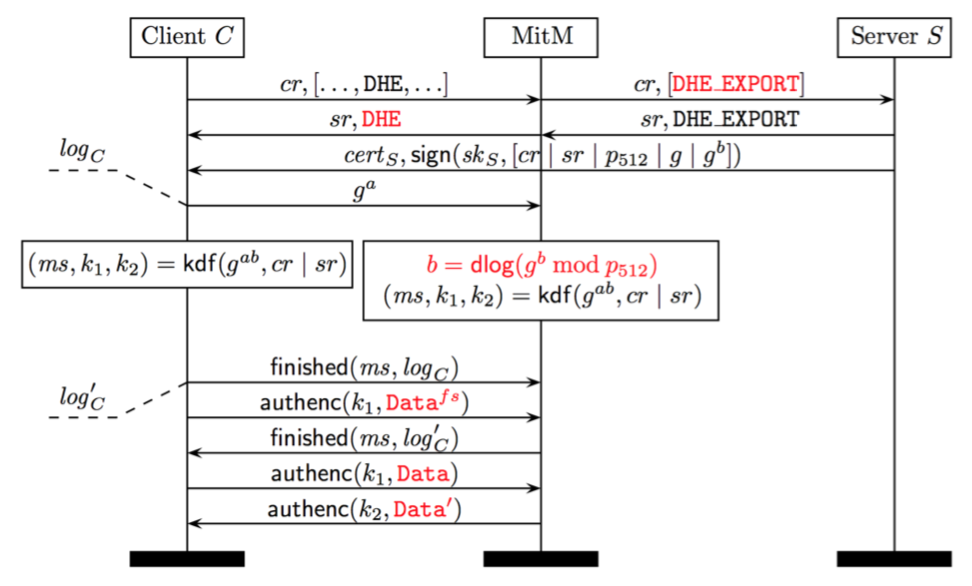 Client C
MitM
Server S
cr, [..., DHE, ...]
cr, [DHE_EXPORT]
sr, DHE
sr, DHE_EXPORT
log_C
cert_S, sign(sk_S, [cr | sr | p_512 | g | g^b])
g^a
(ms, k_1, k_2) = kdf(g^{ab}, cr | sr)
b = dlog(g^b mod p_512)
(ms, k_1, k_2) = kdf(g^{ab}, cr | sr)
finished(ms, log_C)
log'_C
authenc(k_1, Data^{fs})
finished(ms, log'_C)
authenc(k_1, Data)
authenc(k_2, Data')